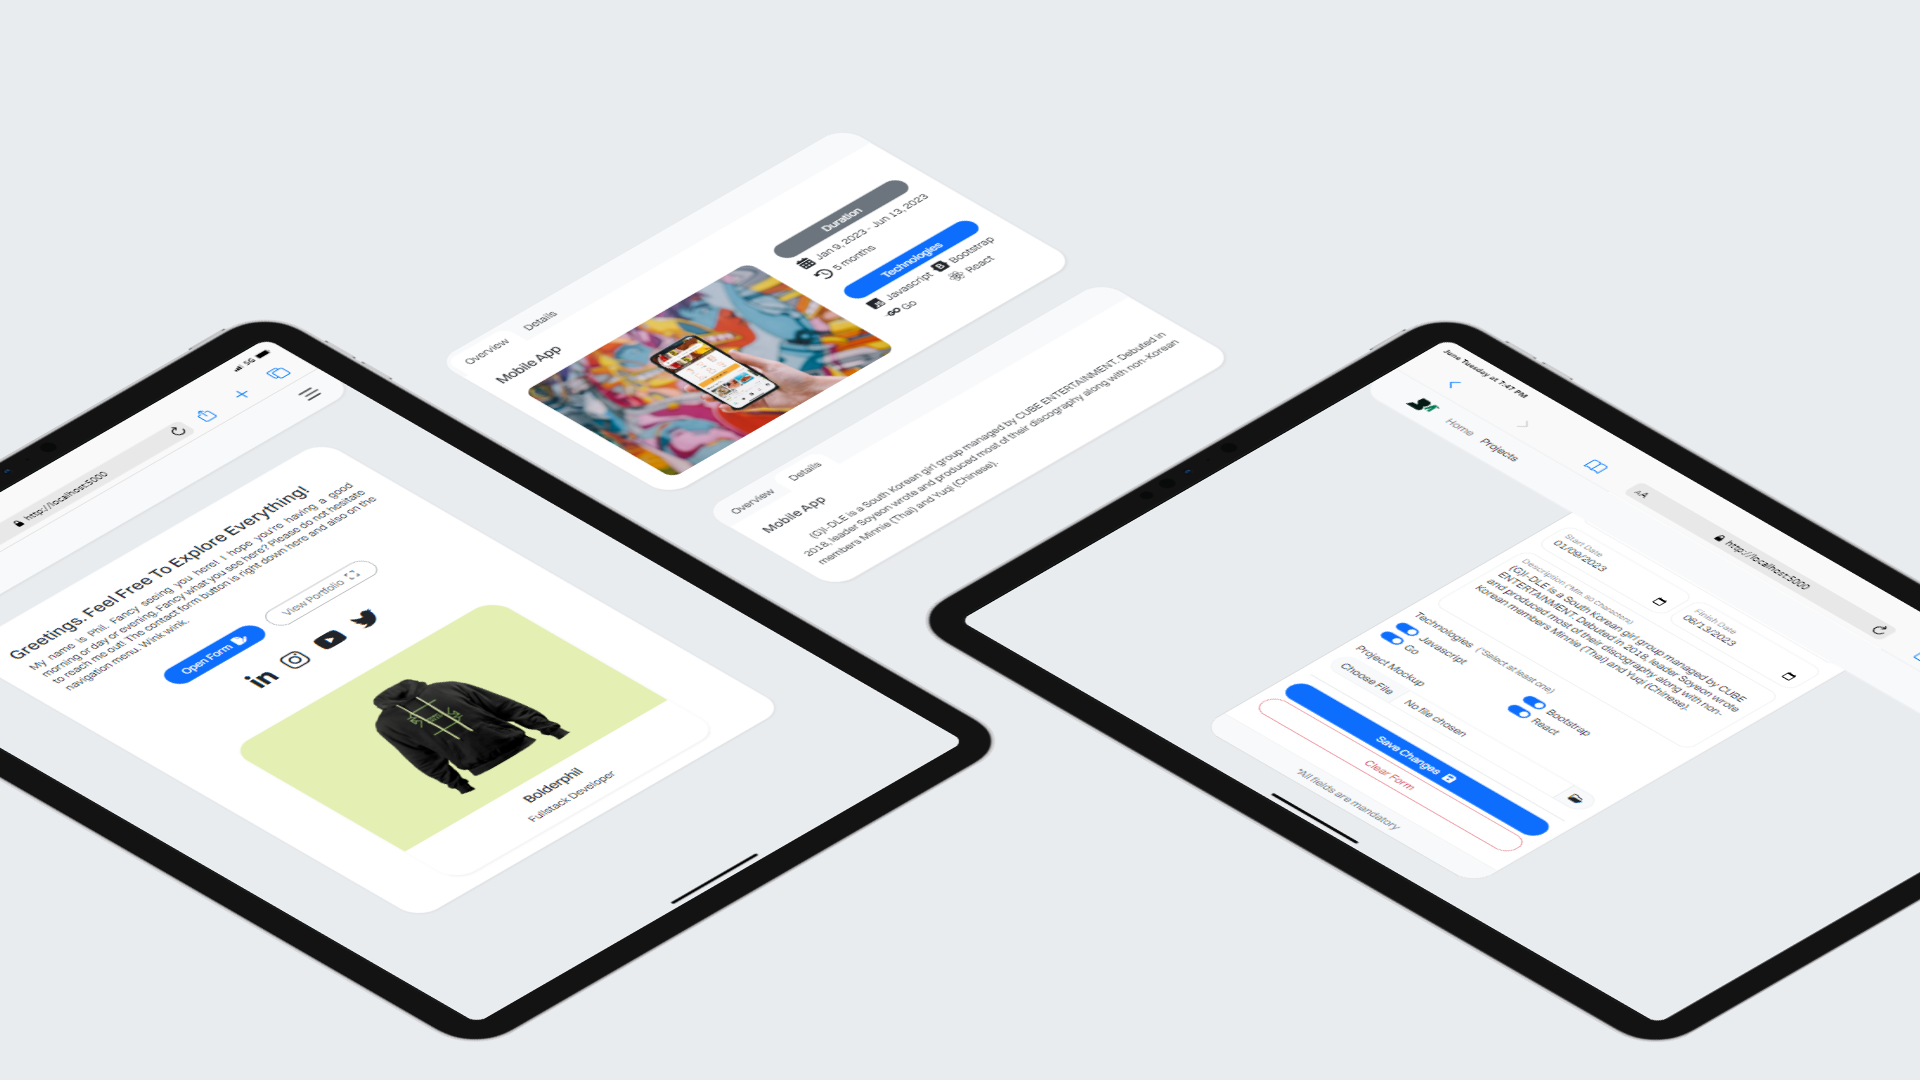 5G
http://localhost:5000
Greetings. Feel Free To Explore Everything!
My name is Phil. Fancy seeing you here! I hope you're having a good
morning or day or evening. Fancy what you see here? Please do not hesitate
to reach me out! The contact form button is right down here and also on the
navigation menu. Wink wink.
Open Form
View Portfolio
Bolderphil
Fullstack Developer
Overview
Details
Mobile App
Duration
Jan 9, 2023 - Jun 13, 2023
5 months
Technologies
Javascript
Bootstrap
Go
React
Overview
Details
Mobile App
(G)I-DLE is a South Korean girl group managed by CUBE ENTERTAINMENT. Debuted in
2018, leader Soyeon wrote and produced most of their discography along with non-Korean
members Minnie (Thai) and Yuqi (Chinese).
June Tuesday at 7:47 PM
Home
Projects
AA
http://localhost:5000
Start Date
01/09/2023
Finish Date
06/13/2023
Description (*Min. 50 Characters)
(G)I-DLE is a South Korean girl group managed by CUBE
ENTERTAINMENT. Debuted in 2018, leader Soyeon wrote
and produced most of their discography along with non-
Korean members Minnie (Thai) and Yuqi (Chinese).
Technologies (*Select at least one)
Javascript
Bootstrap
Go
React
Project Mockup
Choose File
No file chosen
Save Changes
Clear Form
*All fields are mandatory